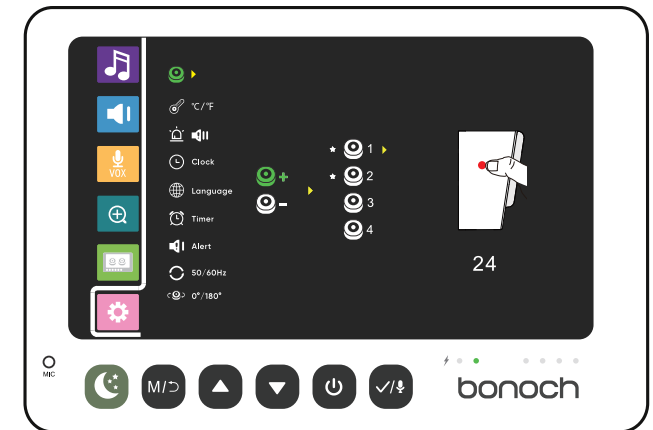 °C/°F
Clock
VOX
Language
Timer
Alert
50/60Hz
0°/180°
+
-
1
2
3
4
24
MIC
M/⮌
✓/
bonoch